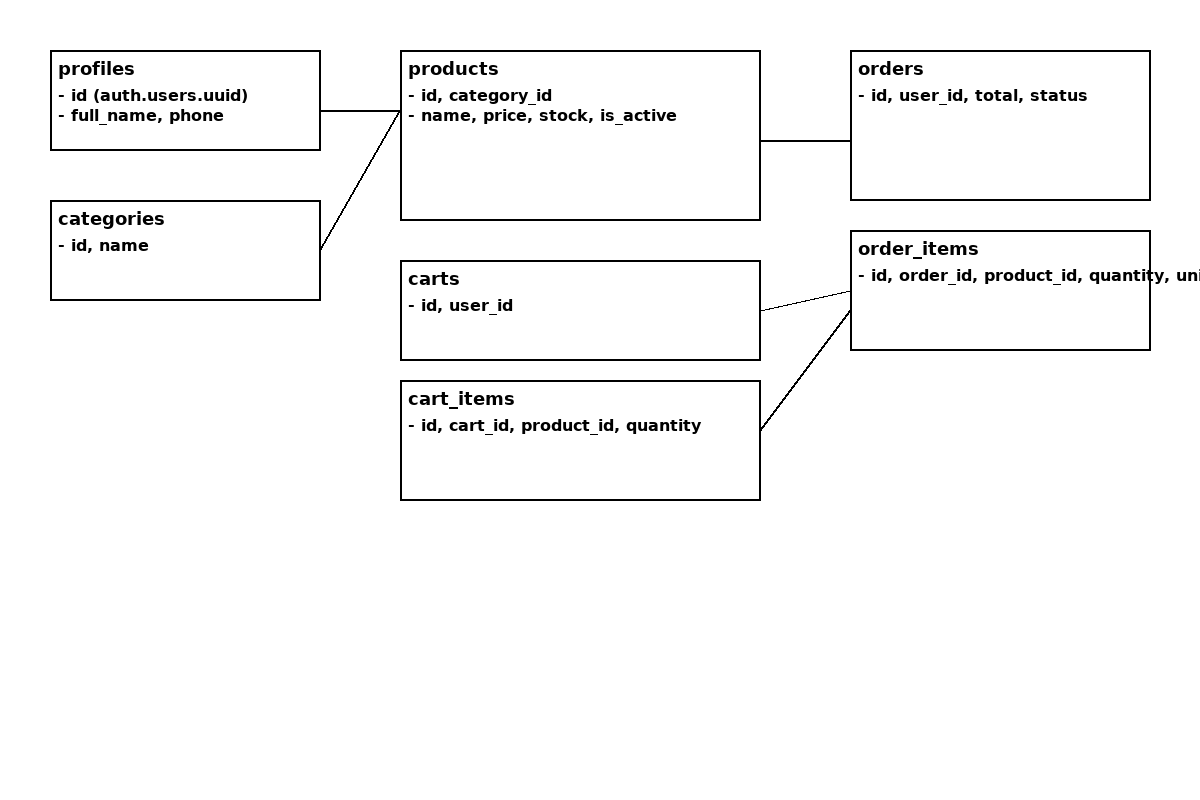 profiles
- id (auth.users.uuid)
- full_name, phone
categories
- id, name
products
- id, category_id
- name, price, stock, is_active
carts
- id, user_id
cart_items
- id, cart_id, product_id, quantity
orders
- id, user_id, total, status
order_items
- id, order_id, product_id, quantity, uni